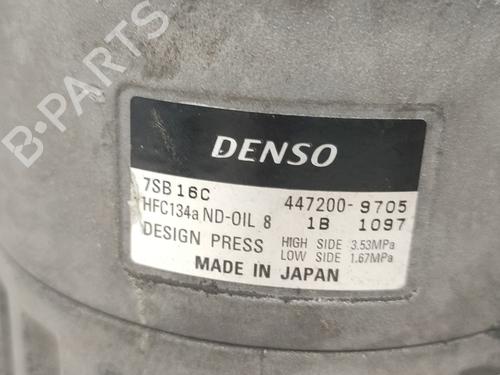 B-PARTS
DENSO
7SB16C 447200-9705
HFC134a ND-OIL 8 1B 1097
DESIGN PRESS HIGH SIDE 3.53MPa
LOW SIDE 1.67MPa
MADE IN JAPAN